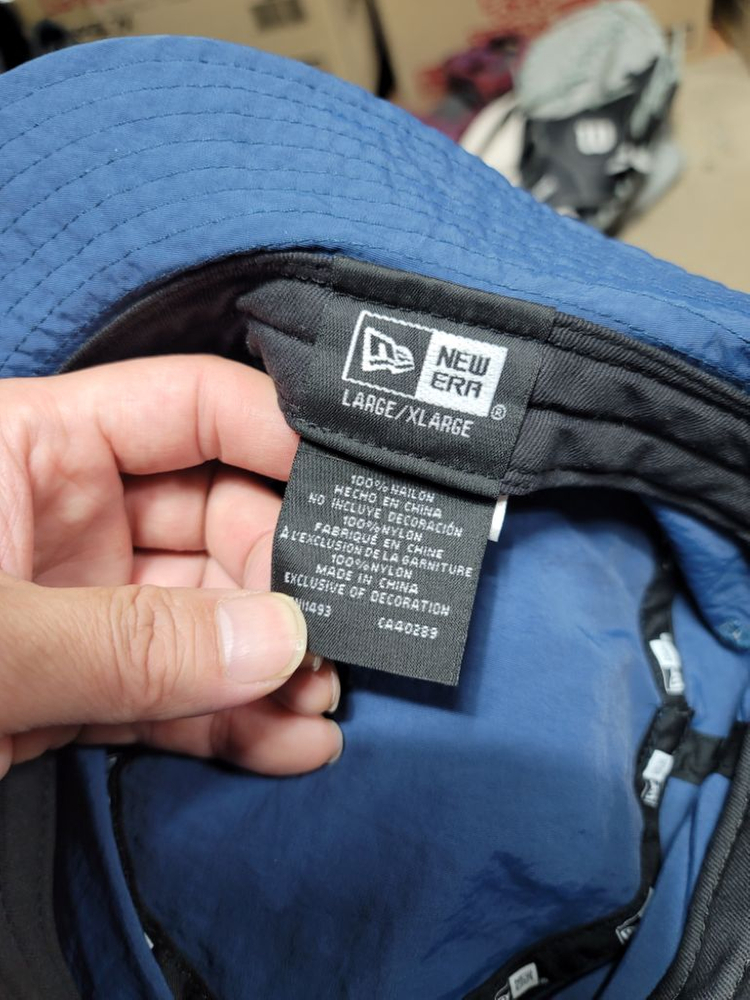 NE
NEW
ERA
®
LARGE/XLARGE
100% NAILON
HECHO EN CHINA
NO INCLUYE DECORACIÓN
100% NYLON
FABRIQUÉ EN CHINE
À L'EXCLUSION DE LA GARNITURE
100% NYLON
MADE IN CHINA
EXCLUSIVE OF DECORATION
CA40289